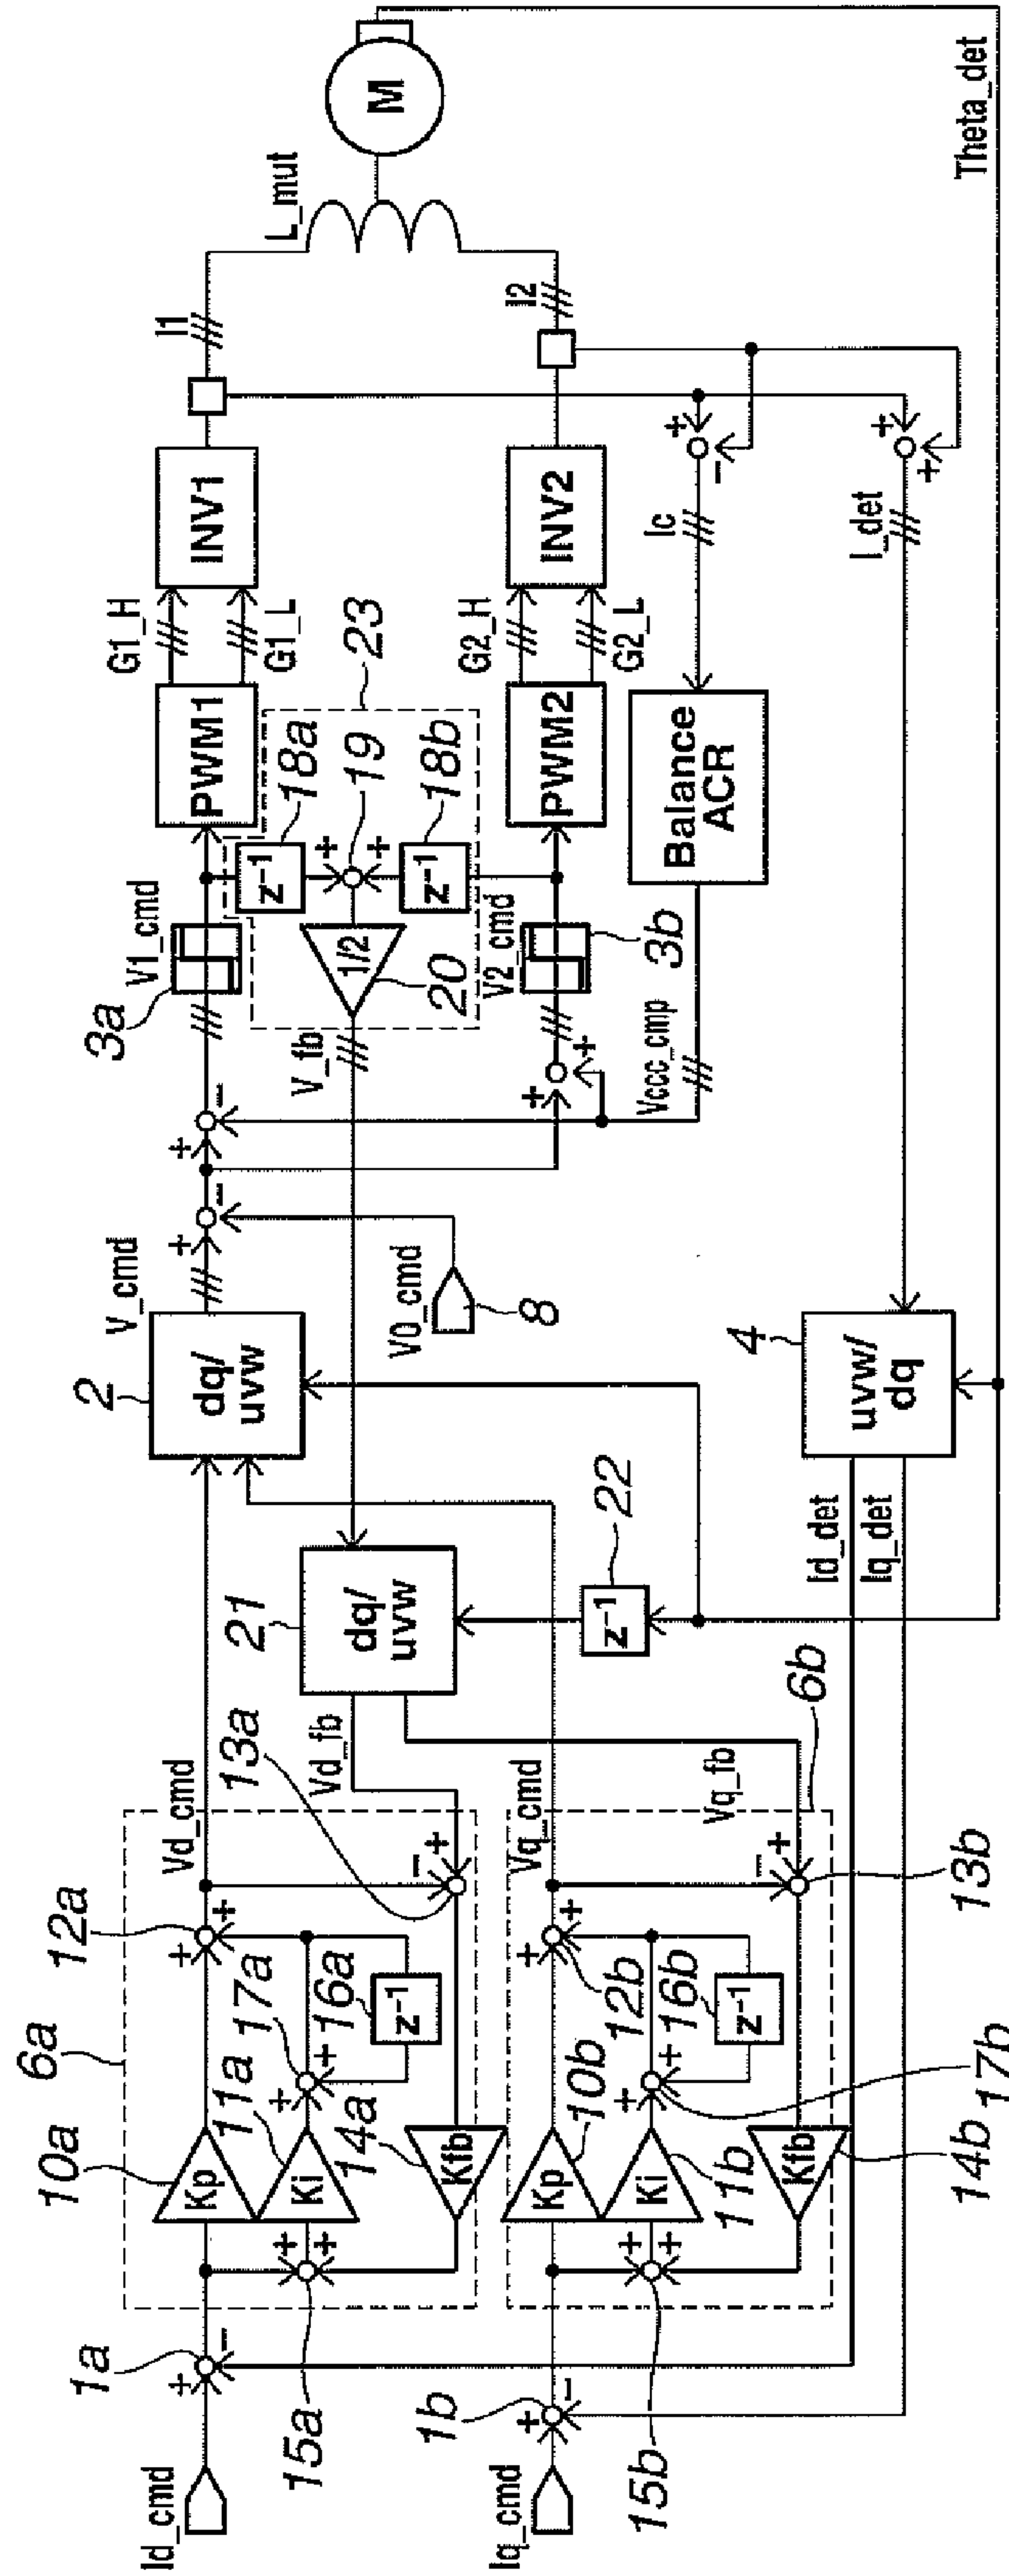 Id_cmd
+
1a
−
15a
10a
Kp
6a
11a
Ki
+
+
17a
+
+
16a
z⁻¹
14a
Kfb
12a
+
+
Vd_cmd
13a
−
+
Vd_fb
Iq_cmd
+
1b
−
15b
Kp
10b
Ki
11b
+
+
+
+
17b
16b
z⁻¹
Kfb
14b
12b
+
+
Vq_cmd
−
+
13b
Vq_fb
6b
21
dq/
uvw
22
z⁻¹
2
dq/
uvw
V_cmd
+
−
V0_cmd
8
+
−
3a
V1_cmd
V_fb
1/2
20
z⁻¹
18a
+
19
+
z⁻¹
18b
23
PWM1
G1_H
G1_L
INV1
I1
L_mut
M
+
+
V2_cmd
3b
PWM2
G2_H
G2_L
INV2
I2
Vccc_cmp
Balance
ACR
Ic
+
−
I_det
+
+
4
uvw/
dq
Id_det
Iq_det
Theta_det